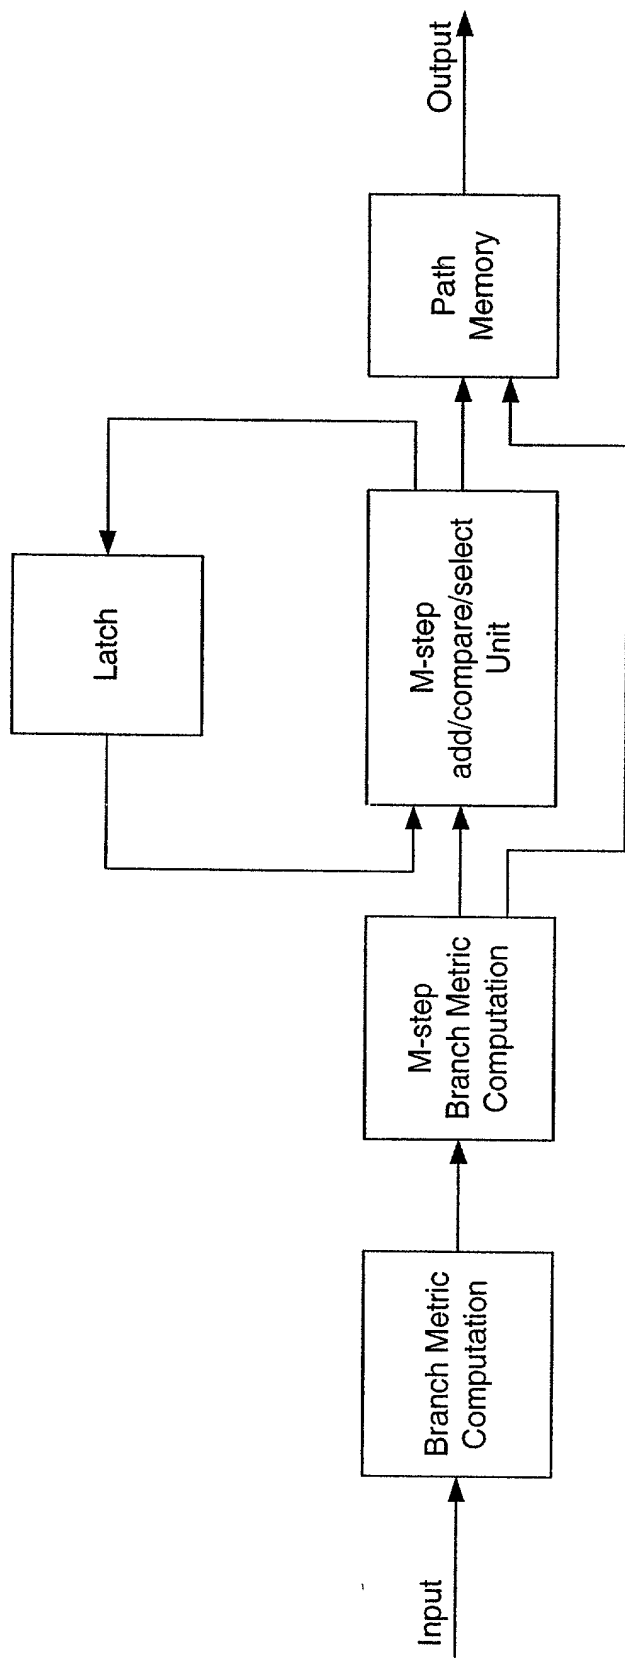 Input
Branch Metric
Computation
M-step
Branch Metric
Computation
Latch
M-step
add/compare/select
Unit
Path
Memory
Output